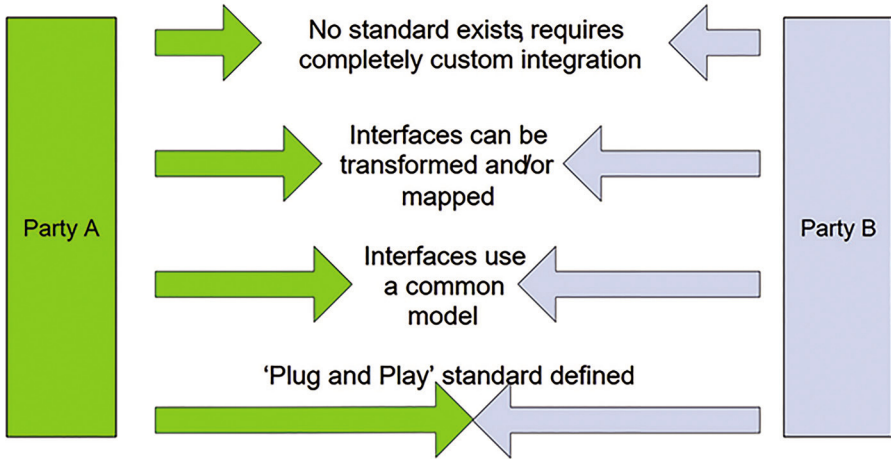 No standard exists, requires
completely custom integration
Interfaces can be
transformed and/or
mapped
Party A
Party B
Interfaces use
a common
model
‘Plug and Play’ standard defined